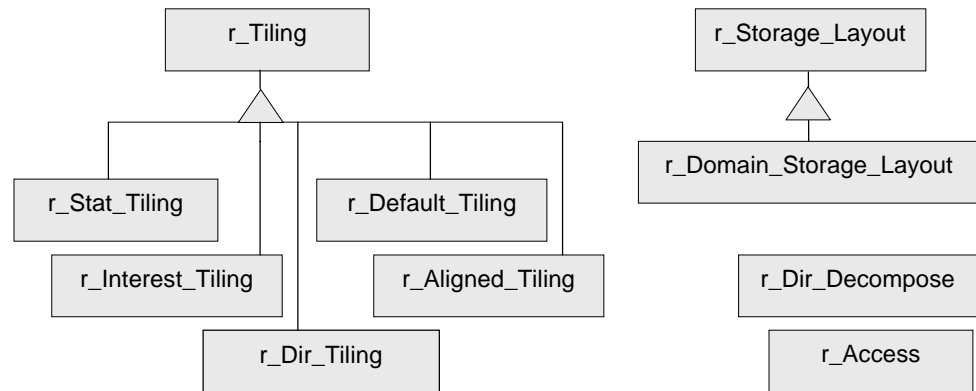 r_Tiling
r_Storage_Layout
r_Domain_Storage_Layout
r_Stat_Tiling
r_Default_Tiling
r_Interest_Tiling
r_Aligned_Tiling
r_Dir_Decompose
r_Dir_Tiling
r_Access